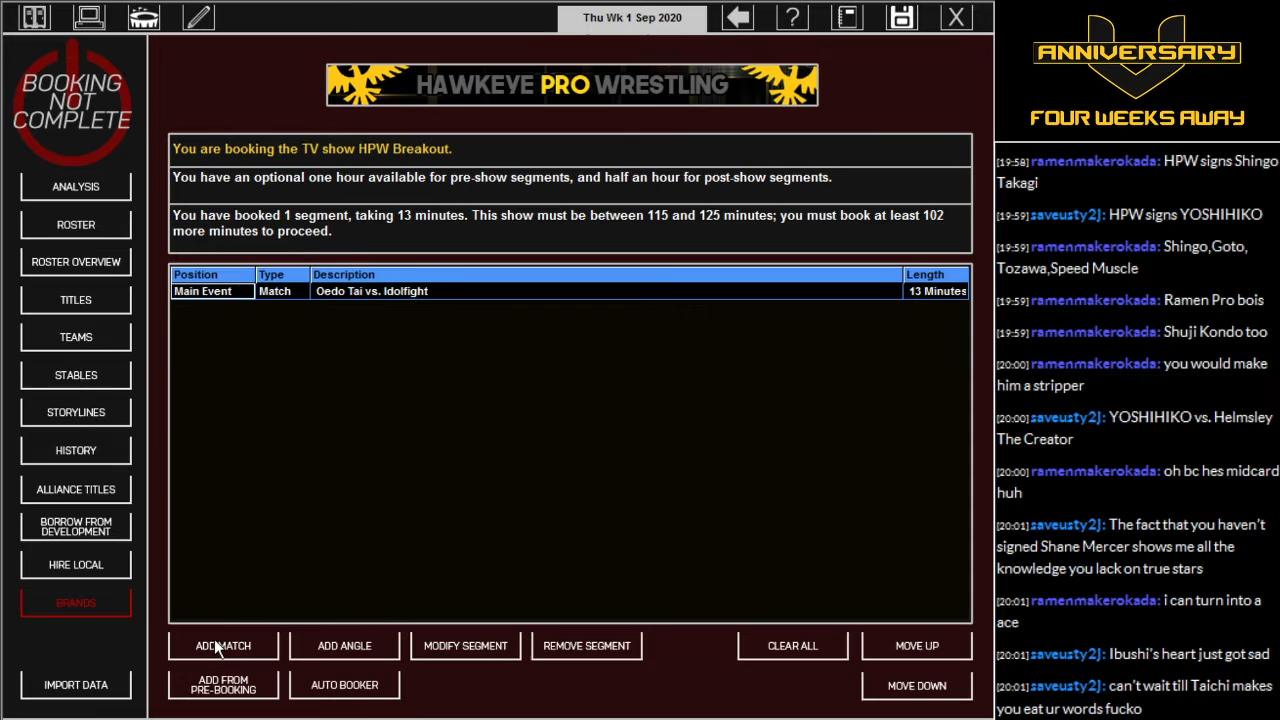 Thu Wk 1 Sep 2020
?
X
BOOKING
NOT
COMPLETE
HAWKEYE PRO WRESTLING
You are booking the TV show HPW Breakout.
You have an optional one hour available for pre-show segments, and half an hour for post-show segments.
You have booked 1 segment, taking 13 minutes. This show must be between 115 and 125 minutes; you must book at least 102
more minutes to proceed.
Position Type Description Length
Main Event Match Oedo Tai vs. Idolfight 13 Minutes
ANALYSIS
ROSTER
ROSTER OVERVIEW
TITLES
TEAMS
STABLES
STORYLINES
HISTORY
ALLIANCE TITLES
BORROW FROM
DEVELOPMENT
HIRE LOCAL
BRANDS
IMPORT DATA
ADD MATCH
ADD ANGLE
MODIFY SEGMENT
REMOVE SEGMENT
CLEAR ALL
MOVE UP
ADD FROM
PRE-BOOKING
AUTO BOOKER
MOVE DOWN
ANNIVERSARY
FOUR WEEKS AWAY
[19:58] ramenmakerokada: HPW signs Shingo
Takagi
[19:59] saveusty2j: HPW signs YOSHIHIKO
[19:59] ramenmakerokada: Shingo,Goto,
Tozawa,Speed Muscle
[19:59] ramenmakerokada: Ramen Pro bois
[19:59] ramenmakerokada: Shuji Kondo too
[20:00] ramenmakerokada: you would make
him a stripper
[20:00] saveusty2j: YOSHIHIKO vs. Helmsley
The Creator
[20:00] ramenmakerokada: oh bc hes midcard
huh
[20:01] saveusty2j: The fact that you haven't
signed Shane Mercer shows me all the
knowledge you lack on true stars
[20:01] ramenmakerokada: i can turn into a
ace
[20:01] saveusty2j: Ibushi's heart just got sad
[20:01] saveusty2j: can't wait till Taichi makes
you eat ur words fucko